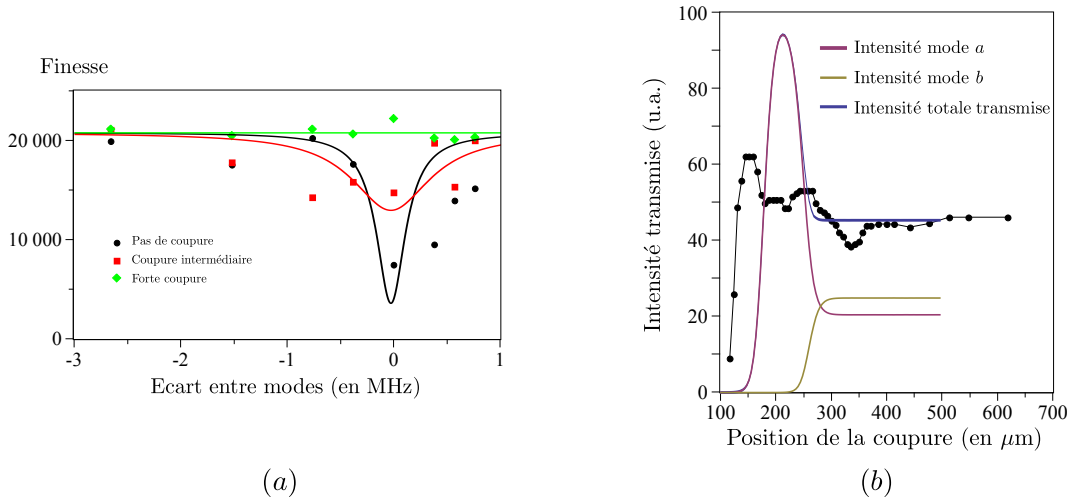 Finesse
20 000
10 000
0
-3
-2
-1
0
1
Pas de coupure
Coupure intermédiaire
Forte coupure
Ecart entre modes (en MHz)
(a)
Intensité transmise (u.a.)
100
80
60
40
20
0
100
200
300
400
500
600
700
Intensité mode a
Intensité mode b
Intensité totale transmise
Position de la coupure (en μm)
(b)